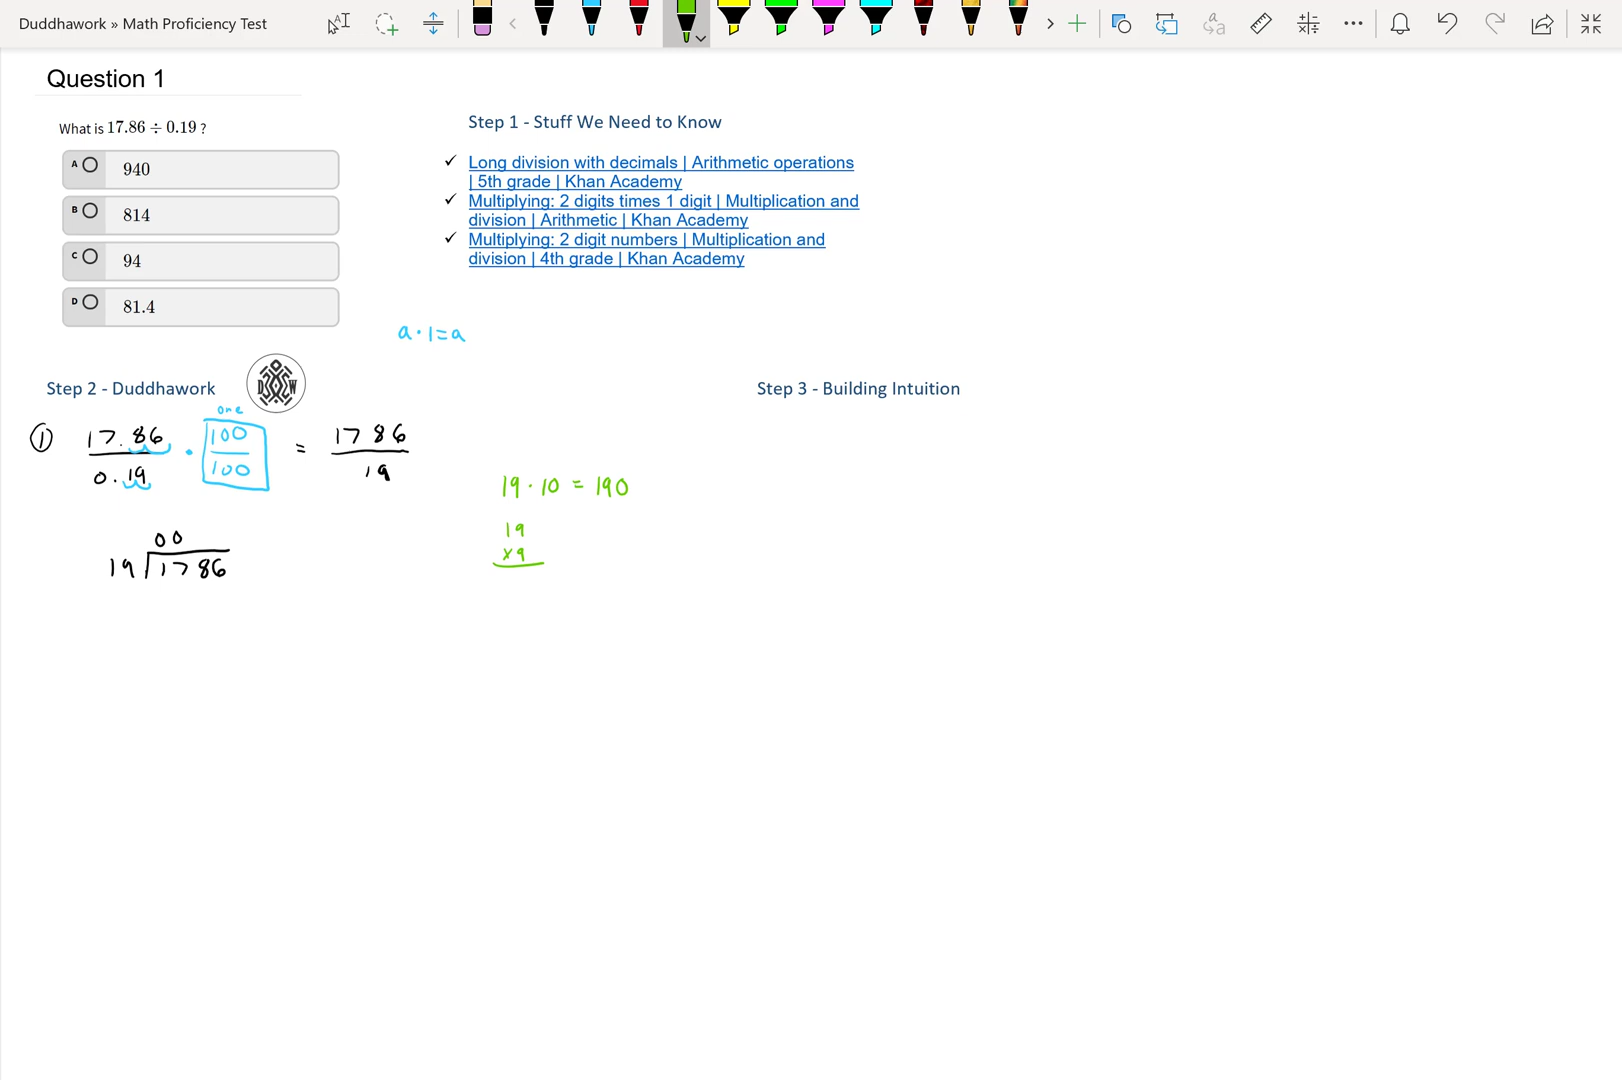 Duddhawork » Math Proficiency Test
Question 1
What is 17.86 ÷ 0.19 ?
A 940
B 814
C 94
D 81.4
Step 1 - Stuff We Need to Know
✓ Long division with decimals | Arithmetic operations
| 5th grade | Khan Academy
✓ Multiplying: 2 digits times 1 digit | Multiplication and
division | Arithmetic | Khan Academy
✓ Multiplying: 2 digit numbers | Multiplication and
division | 4th grade | Khan Academy
a · 1 = a
Step 2 - Duddhawork
D W
Step 3 - Building Intuition
one
① 17.86 · 100 = 1786
0.19 100 19
19 · 10 = 190
19
×9
00
19 1786